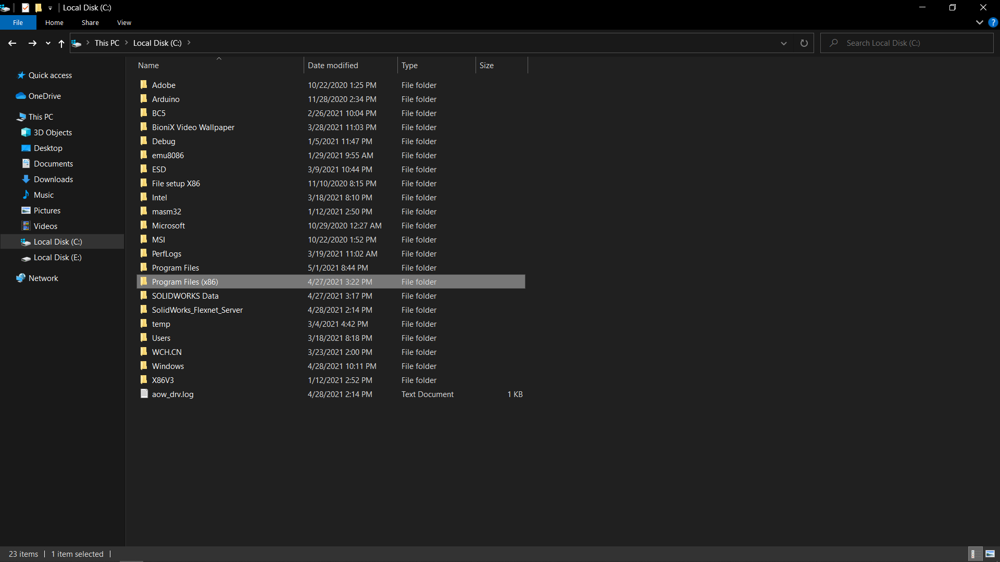 Local Disk (C:)
File Home Share View
This PC Local Disk (C:) Search Local Disk (C:)
Name Date modified Type Size
Quick access
OneDrive
This PC
3D Objects
Desktop
Documents
Downloads
Music
Pictures
Videos
Local Disk (C:)
Local Disk (E:)
Network
Adobe 10/22/2020 1:25 PM File folder
Arduino 11/28/2020 2:34 PM File folder
BC5 2/26/2021 10:04 PM File folder
BioniX Video Wallpaper 3/28/2021 11:03 PM File folder
Debug 1/5/2021 11:47 PM File folder
emu8086 1/29/2021 9:55 AM File folder
ESD 3/9/2021 10:44 PM File folder
File setup X86 11/10/2020 8:15 PM File folder
Intel 3/18/2021 8:10 PM File folder
masm32 1/12/2021 2:50 PM File folder
Microsoft 10/29/2020 12:27 AM File folder
MSI 10/22/2020 1:52 PM File folder
PerfLogs 3/19/2021 11:02 AM File folder
Program Files 5/1/2021 8:44 PM File folder
Program Files (x86) 4/27/2021 3:22 PM File folder
SOLIDWORKS Data 4/27/2021 3:17 PM File folder
SolidWorks_Flexnet_Server 4/28/2021 2:14 PM File folder
temp 3/4/2021 4:42 PM File folder
Users 3/18/2021 8:18 PM File folder
WCH.CN 3/23/2021 2:00 PM File folder
Windows 4/28/2021 10:11 PM File folder
X86V3 1/12/2021 2:52 PM File folder
aow_drv.log 4/28/2021 2:14 PM Text Document 1 KB
23 items 1 item selected